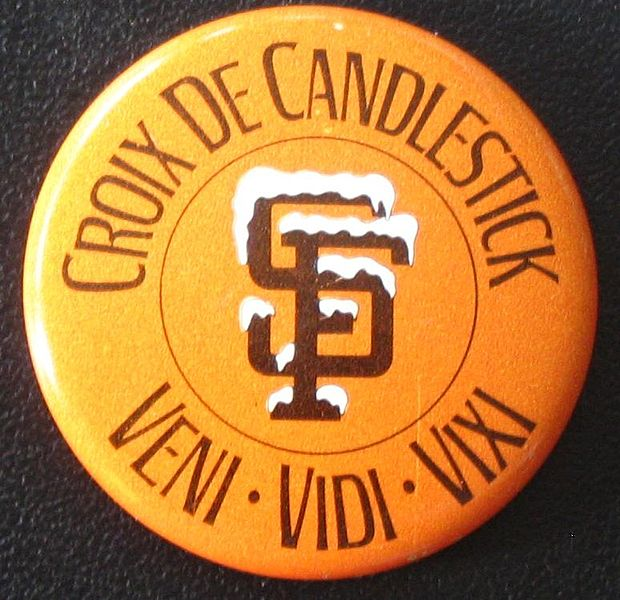 CROIX DE CANDLESTICK
SF
VENI · VIDI · VIXI